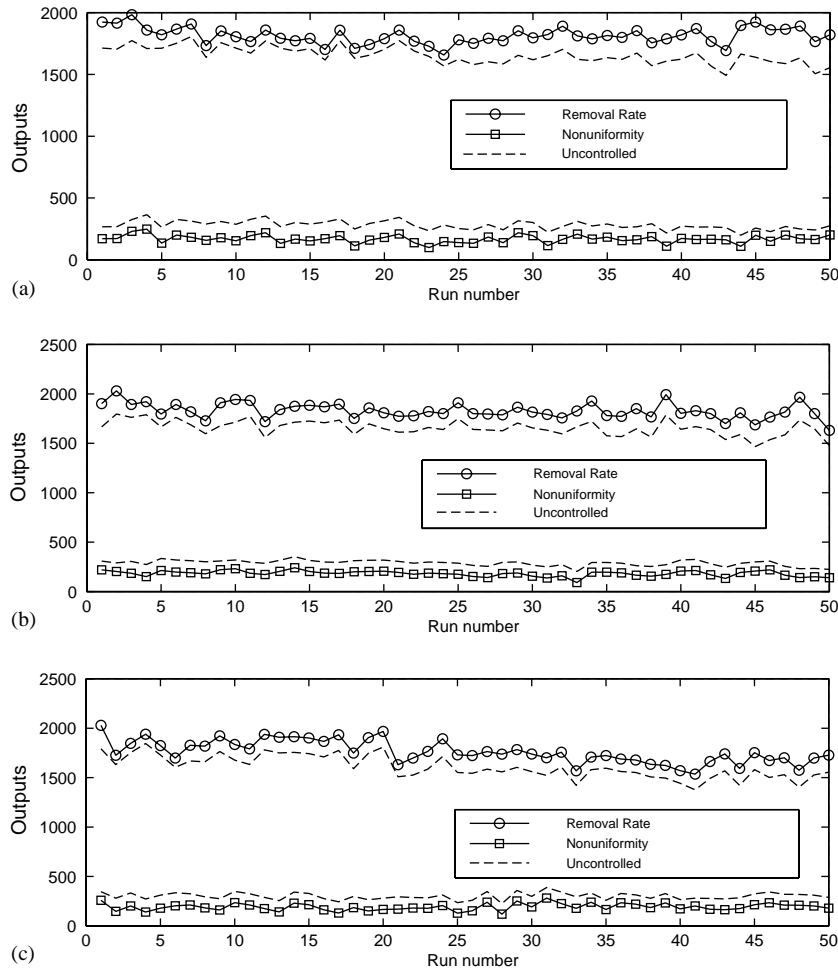 2000
1500
1000
500
0
Outputs
Removal Rate
Nonuniformity
Uncontrolled
0 5 10 15 20 25 30 35 40 45 50
Run number
(a)
2500
2000
1500
1000
500
0
Outputs
Removal Rate
Nonuniformity
Uncontrolled
0 5 10 15 20 25 30 35 40 45 50
Run number
(b)
2500
2000
1500
1000
500
0
Outputs
Removal Rate
Nonuniformity
Uncontrolled
0 5 10 15 20 25 30 35 40 45 50
Run number
(c)